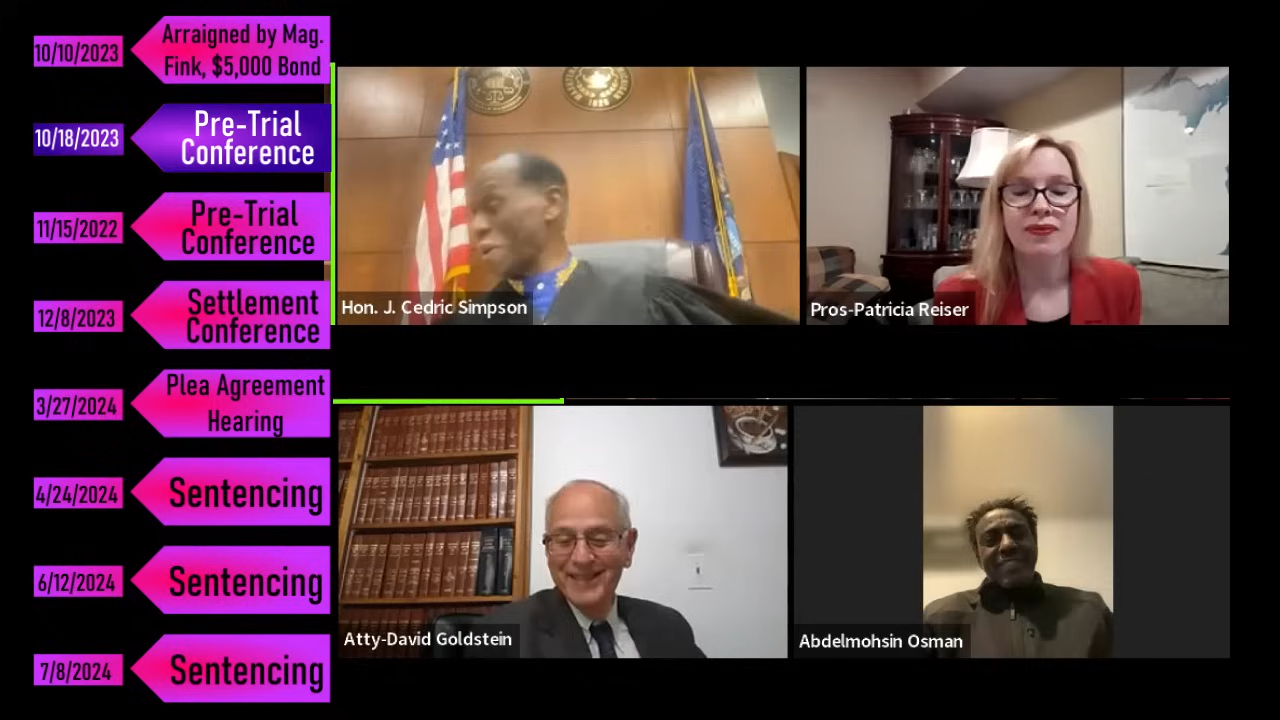 10/10/2023
Arraigned by Mag.
Fink, $5,000 Bond
10/18/2023
Pre-Trial
Conference
11/15/2022
Pre-Trial
Conference
12/8/2023
Settlement
Conference
3/27/2024
Plea Agreement
Hearing
4/24/2024
Sentencing
6/12/2024
Sentencing
7/8/2024
Sentencing
Hon. J. Cedric Simpson
Pros-Patricia Reiser
Atty-David Goldstein
Abdelmohsin Osman